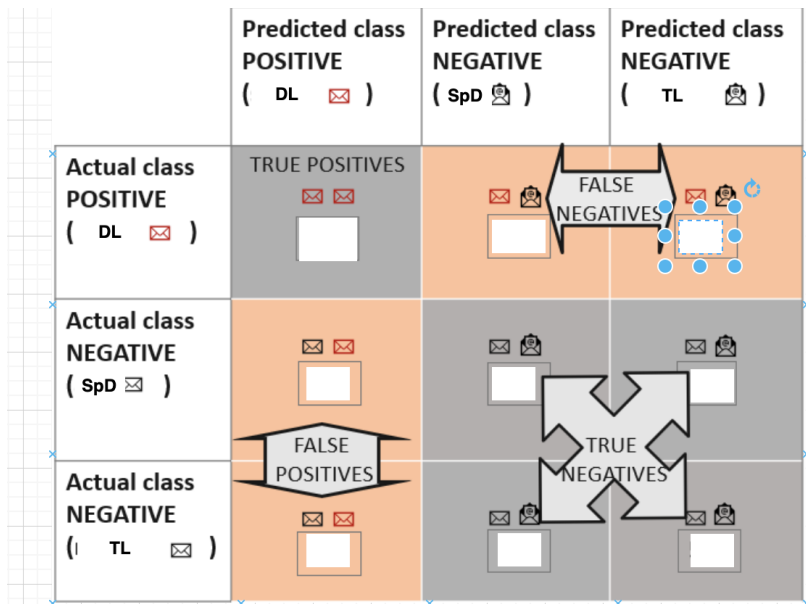 Predicted class
POSITIVE
( DL )
Predicted class
NEGATIVE
( SpD )
Predicted class
NEGATIVE
( TL )
Actual class
POSITIVE
( DL )
TRUE POSITIVES
FALSE
NEGATIVES
Actual class
NEGATIVE
( SpD )
Actual class
NEGATIVE
( TL )
FALSE
POSITIVES
TRUE
NEGATIVES